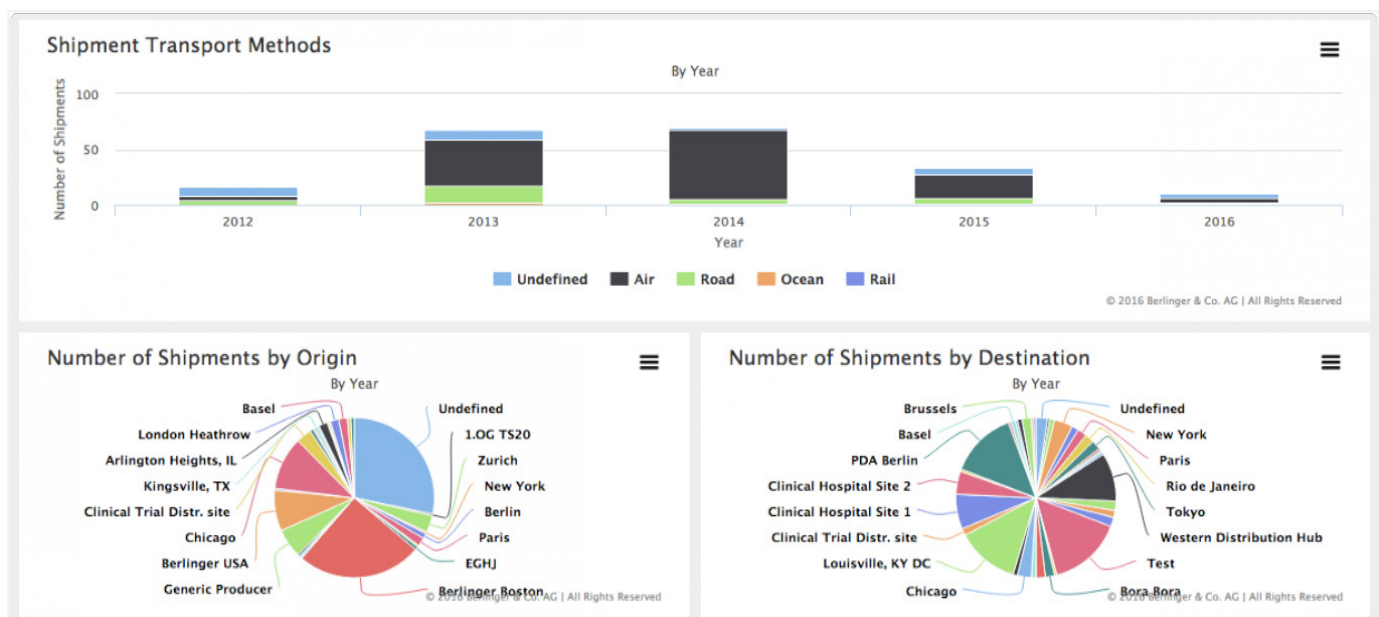 Shipment Transport Methods
By Year
Number of Shipments
100
50
0
2012 2013 2014 2015 2016
Year
Undefined Air Road Ocean Rail
© 2016 Berlinger & Co. AG | All Rights Reserved
Number of Shipments by Origin
By Year
Basel Undefined
London Heathrow 1.OG TS20
Arlington Heights, IL Zurich
Kingsville, TX New York
Clinical Trial Distr. site Berlin
Chicago Paris
Berlinger USA EGHJ
Generic Producer Berlinger Boston
© 2016 Berlinger & Co. AG | All Rights Reserved
Number of Shipments by Destination
By Year
Brussels Undefined
Basel New York
PDA Berlin Paris
Clinical Hospital Site 2 Rio de Janeiro
Clinical Hospital Site 1 Tokyo
Clinical Trial Distr. site Western Distribution Hub
Louisville, KY DC Test
Chicago Bora Bora
© 2016 Berlinger & Co. AG | All Rights Reserved